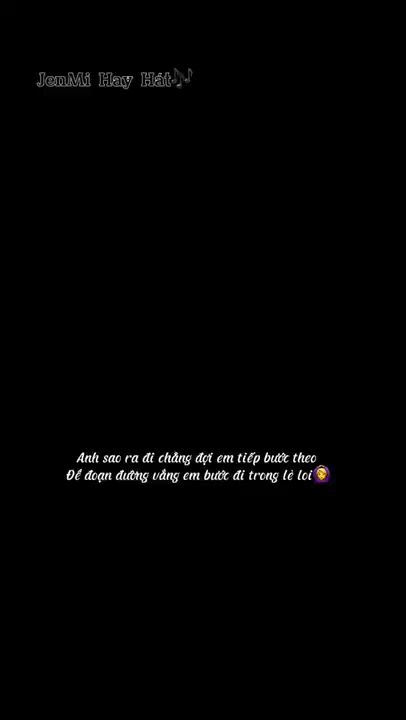 JenMi Hay Hát🎶
Anh sao ra đi chẳng đợi em tiếp bước theo
Để đoạn đường vắng em bước đi trong lẻ loi🙆‍♀️